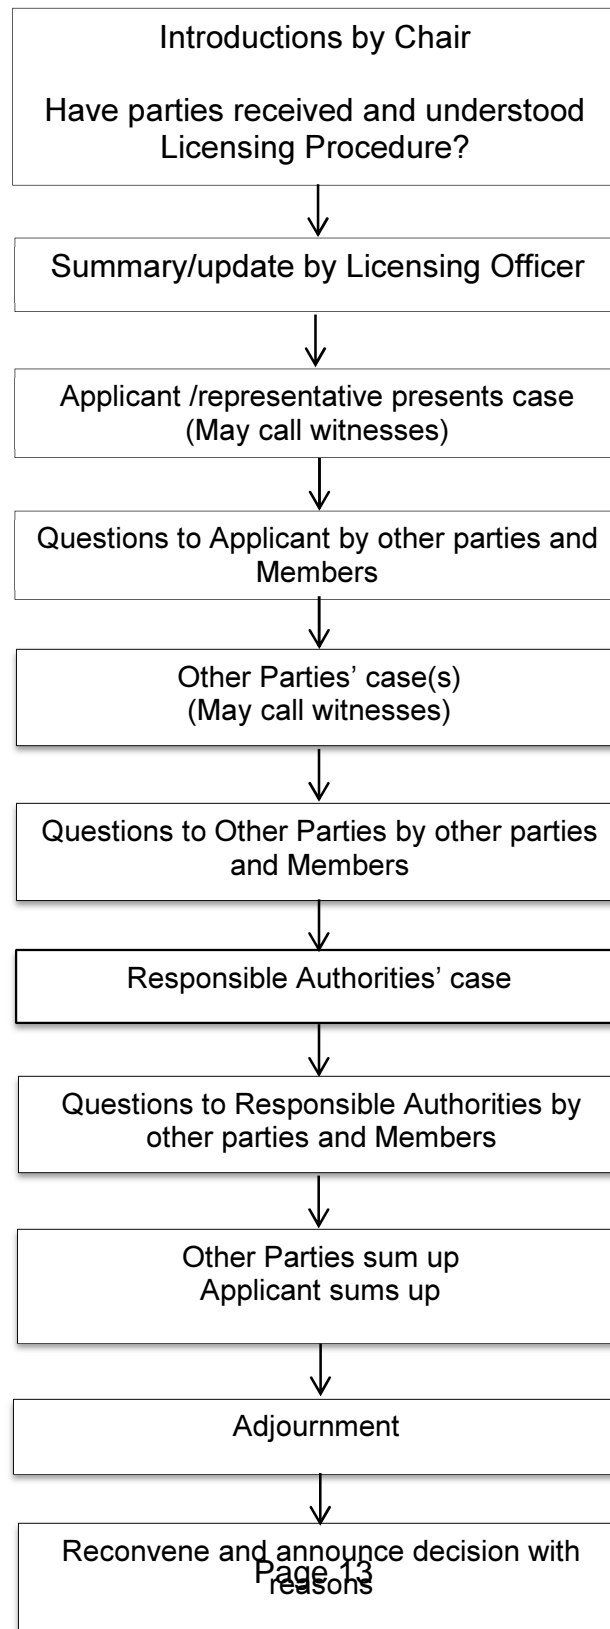 Introductions by Chair
Have parties received and understood
Licensing Procedure?
Summary/update by Licensing Officer
Applicant /representative presents case
(May call witnesses)
Questions to Applicant by other parties and
Members
Other Parties’ case(s)
(May call witnesses)
Questions to Other Parties by other parties
and Members
Responsible Authorities’ case
Questions to Responsible Authorities by
other parties and Members
Other Parties sum up
Applicant sums up
Adjournment
Reconvene and announce decision with
reasons
Page 13